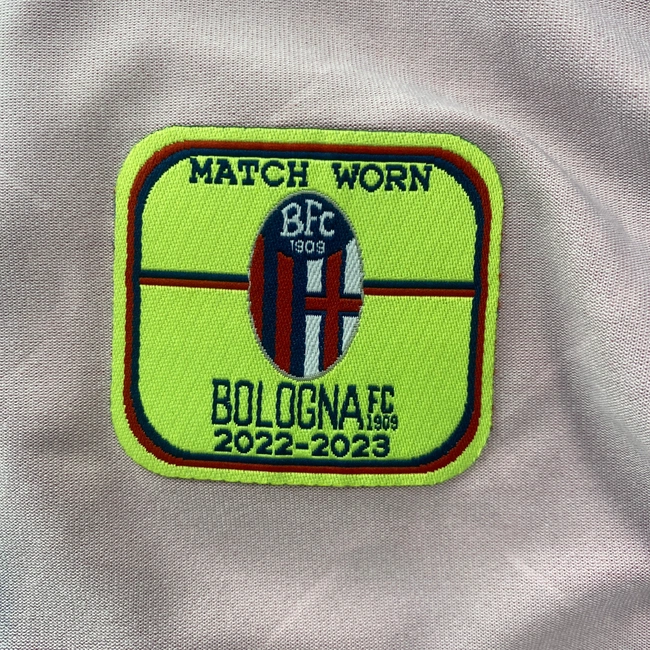 MATCH WORN
BFC
1909
BOLOGNA FC
1909
2022-2023